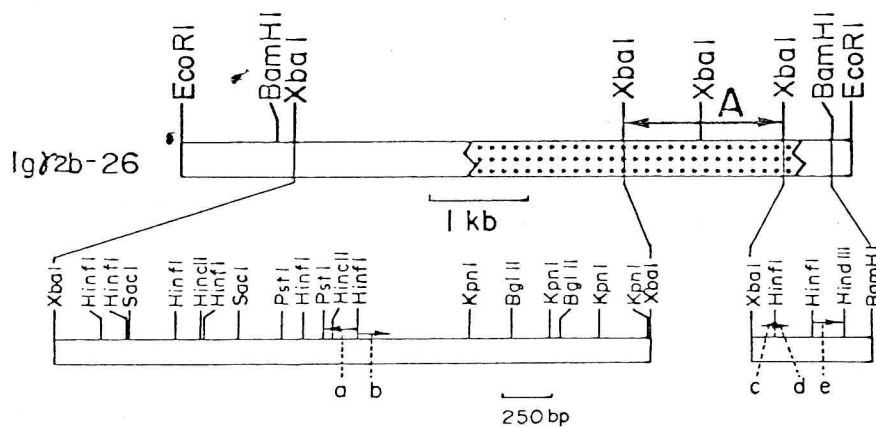 EcoRI
BamHI
XbaI
XbaI
XbaI
XbaI
BamHI
EcoRI
A
Igγ2b-26
1 kb
XbaI
HinfI
HinfI
SacI
HinfI
HincII
HinfI
SacI
PstI
HinfI
PstI
HincII
HinfI
KpnI
BglII
KpnI
BglII
KpnI
KpnI
XbaI
XbaI
HinfI
HinfI
HindIII
BamHI
a
b
c
d
e
250 bp